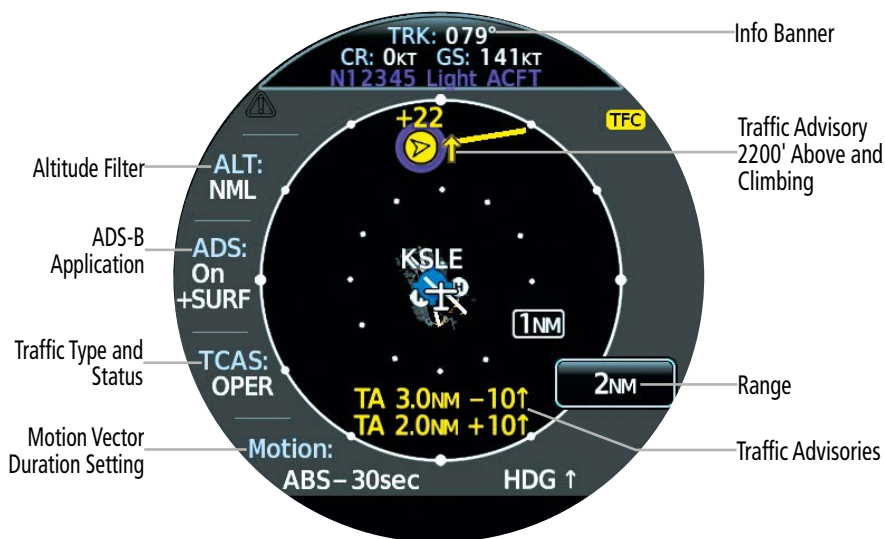 TRK: 079°
CR: 0KT GS: 141KT
N12345 Light ACFT
Info Banner
+22
TFC
Traffic Advisory
2200' Above and
Climbing
Altitude Filter
ALT:
NML
ADS-B
Application
ADS:
On
+SURF
KSLE
1NM
Traffic Type and
Status
TCAS:
OPER
2NM
Range
TA 3.0NM −10↑
TA 2.0NM +10↑
Traffic Advisories
Motion Vector
Duration Setting
Motion:
ABS−30sec
HDG ↑